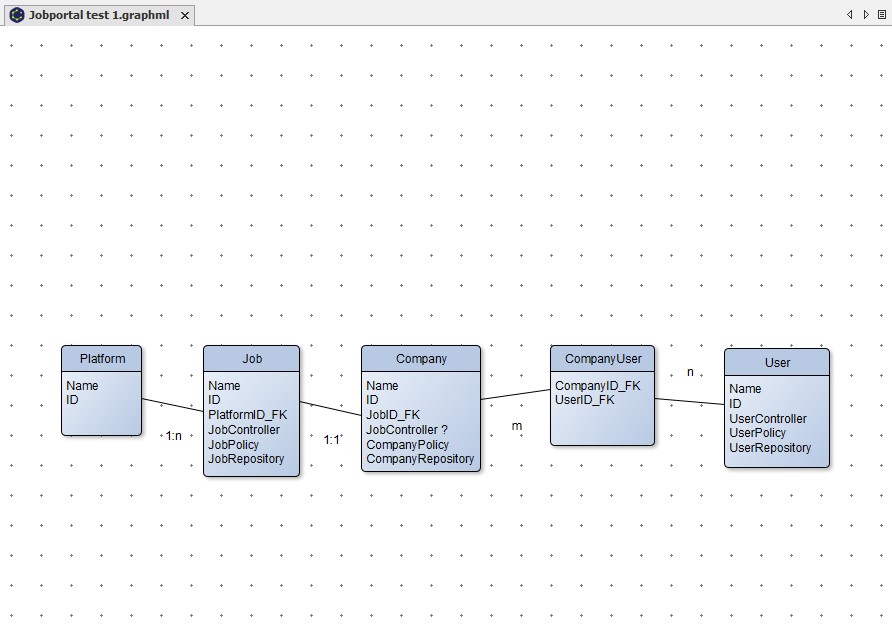 Jobportal test 1.graphml
Platform
Name
ID
1:n
Job
Name
ID
PlatformID_FK
JobController
JobPolicy
JobRepository
1:1
Company
Name
ID
JobID_FK
JobController ?
CompanyPolicy
CompanyRepository
m
CompanyUser
CompanyID_FK
UserID_FK
n
User
Name
ID
UserController
UserPolicy
UserRepository